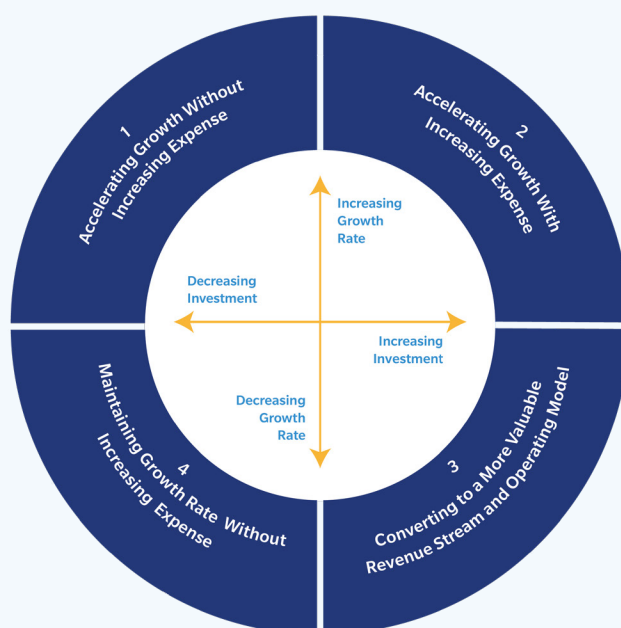 1
Accelerating Growth Without
Increasing Expense
2
Accelerating Growth With
Increasing Expense
Increasing
Growth
Rate
Decreasing
Investment
Increasing
Investment
Decreasing
Growth
Rate
4
Maintaining Growth Rate Without
Increasing Expense
3
Converting to a More Valuable
Revenue Stream and Operating Model